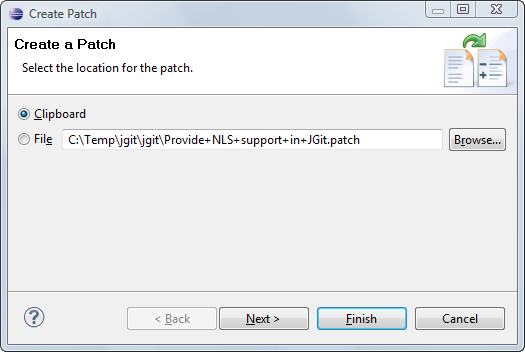 Create Patch
Create a Patch
Select the location for the patch.
Clipboard
File C:\Temp\jgit\jgit\Provide+NLS+support+in+JGit.patch Browse...
? < Back Next > Finish Cancel